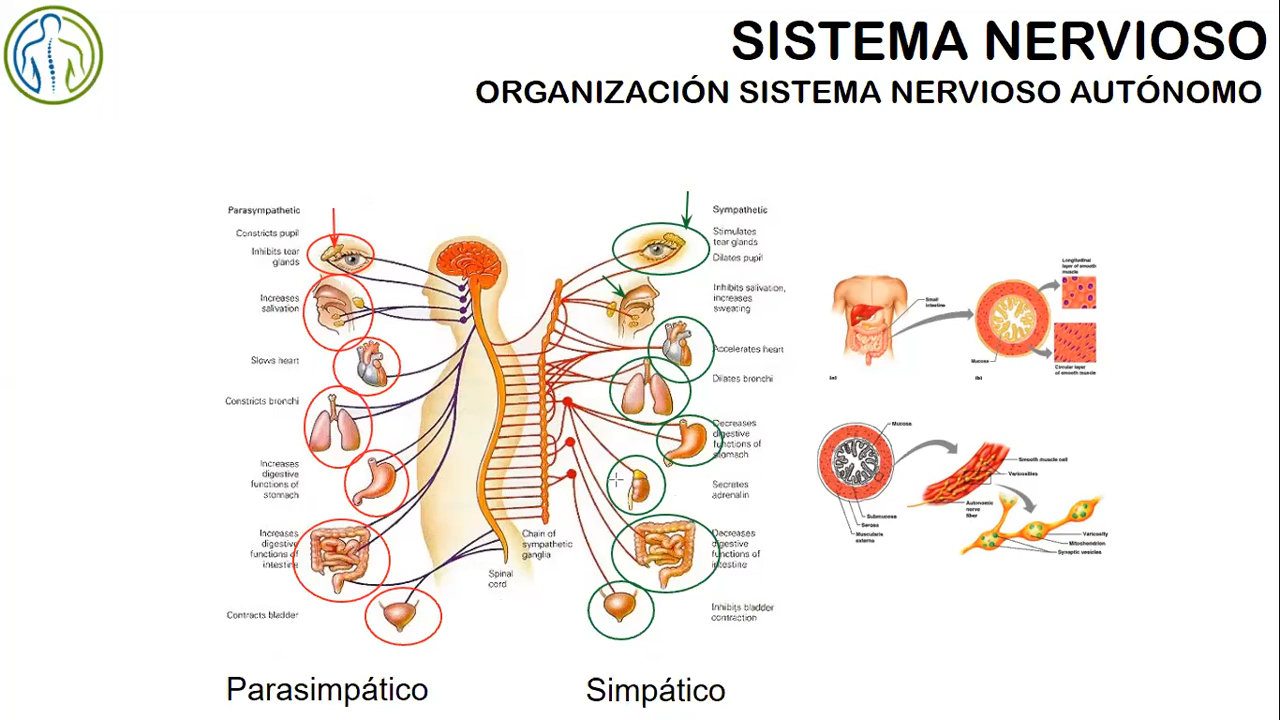 SISTEMA NERVIOSO
ORGANIZACIÓN SISTEMA NERVIOSO AUTÓNOMO
Parasympathetic
Constricts pupil
Inhibits tear
glands
Increases
salivation
Slows heart
Constricts bronchi
Increases
digestive
functions of
stomach
Increases
digestive
functions of
intestine
Contracts bladder
Chain of
sympathetic
ganglia
Spinal
cord
Sympathetic
Stimulates
tear glands
Dilates pupil
Inhibits salivation,
increases
sweating
Accelerates heart
Dilates bronchi
Decreases
digestive
functions of
stomach
Secretes
adrenalin
Decreases
digestive
functions of
intestine
Inhibits bladder
contraction
Parasimpático
Simpático
Small
intestine
(a)
Mucosa
(b)
Longitudinal
layer of smooth
muscle
Circular layer
of smooth muscle
Mucosa
Submucosa
Serosa
Muscularis
externa
Smooth muscle cell
Varicosities
Autonomic
nerve
fiber
Varicosity
Mitochondrion
Synaptic vesicles